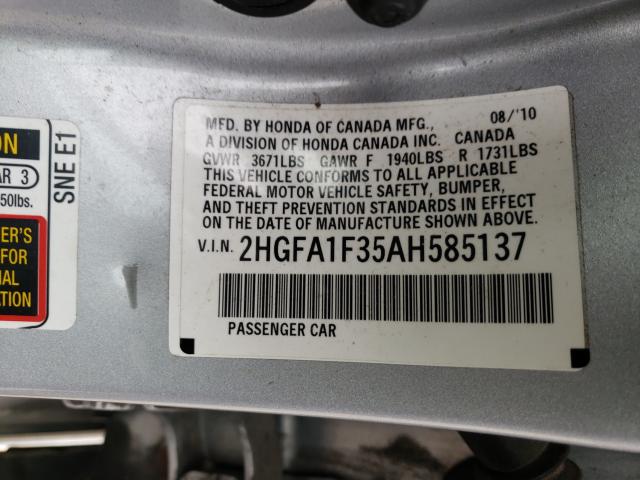 08/'10
MFD. BY HONDA OF CANADA MFG.,
A DIVISION OF HONDA CANADA INC. CANADA
GVWR 3671LBS GAWR F 1940LBS R 1731LBS
THIS VEHICLE CONFORMS TO ALL APPLICABLE
FEDERAL MOTOR VEHICLE SAFETY, BUMPER,
AND THEFT PREVENTION STANDARDS IN EFFECT
ON THE DATE OF MANUFACTURE SHOWN ABOVE.
V.I.N. 2HGFA1F35AH585137
PASSENGER CAR
SNE E1
ON
AR 3
50lbs.
ER'S
FOR
IAL
ATION